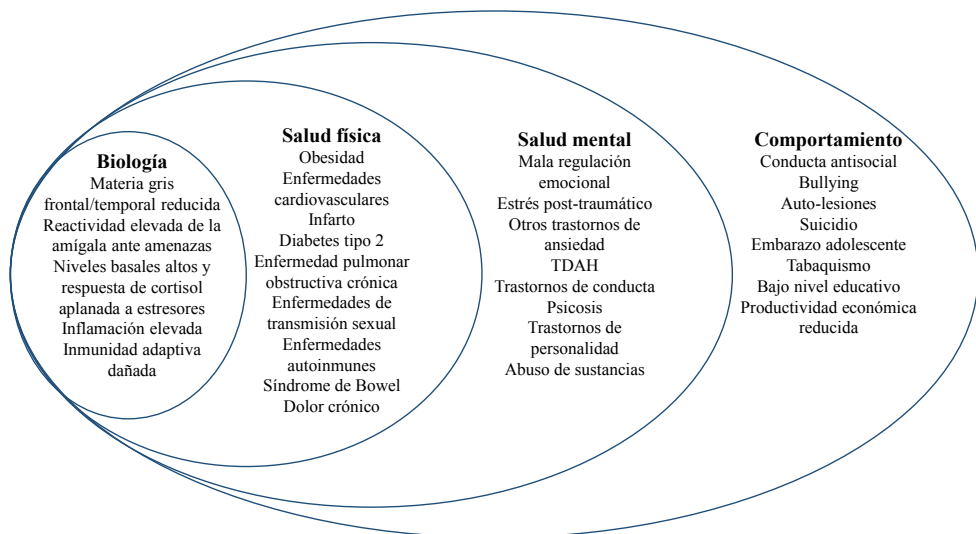 Biología
Materia gris
frontal/temporal reducida
Reactividad elevada de la
amígala ante amenazas
Niveles basales altos y
respuesta de cortisol
aplanada a estresores
Inflamación elevada
Inmunidad adaptiva
dañada
Salud física
Obesidad
Enfermedades
cardiovasculares
Infarto
Diabetes tipo 2
Enfermedad pulmonar
obstructiva crónica
Enfermedades de
transmisión sexual
Enfermedades
autoinmunes
Síndrome de Bowel
Dolor crónico
Salud mental
Mala regulación
emocional
Estrés post-traumático
Otros trastornos de
ansiedad
TDAH
Trastornos de conducta
Psicosis
Trastornos de
personalidad
Abuso de sustancias
Comportamiento
Conducta antisocial
Bullying
Auto-lesiones
Suicidio
Embarazo adolescente
Tabaquismo
Bajo nivel educativo
Productividad económica
reducida